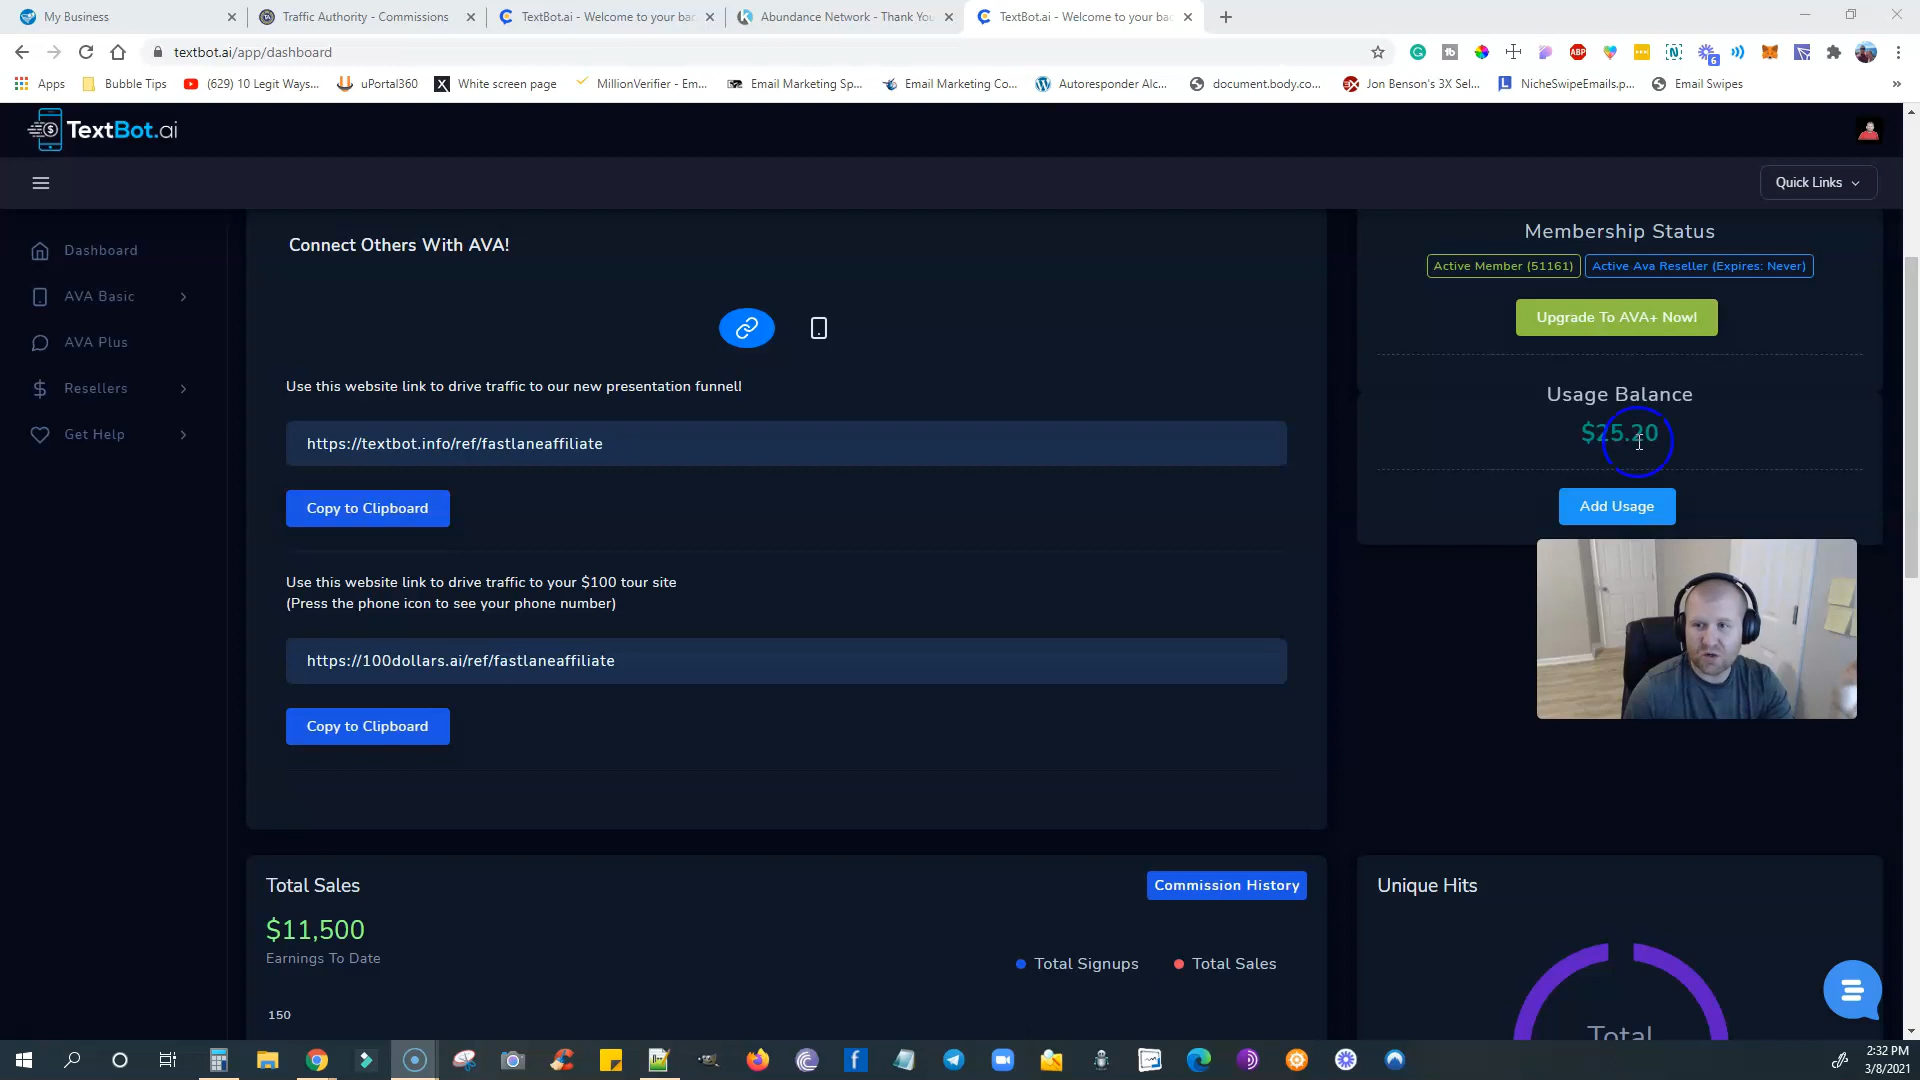 My Business
Traffic Authority - Commissions
TextBot.ai - Welcome to your bac
Abundance Network - Thank You
TextBot.ai - Welcome to your bac
textbot.ai/app/dashboard
Apps
Bubble Tips
(629) 10 Legit Ways...
uPortal360
White screen page
MillionVerifier - Em...
Email Marketing Sp...
Email Marketing Co...
Autoresponder Alc...
document.body.co...
Jon Benson's 3X Sel...
NicheSwipeEmails.p...
Email Swipes
TextBot.ai
Quick Links
Dashboard
AVA Basic
AVA Plus
Resellers
Get Help
Connect Others With AVA!
Use this website link to drive traffic to our new presentation funnel!
https://textbot.info/ref/fastlaneaffiliate
Copy to Clipboard
Use this website link to drive traffic to your $100 tour site
(Press the phone icon to see your phone number)
https://100dollars.ai/ref/fastlaneaffiliate
Copy to Clipboard
Membership Status
Active Member (51161)
Active Ava Reseller (Expires: Never)
Upgrade To AVA+ Now!
Usage Balance
$25.20
Add Usage
Total Sales
Commission History
$11,500
Earnings To Date
Total Signups
Total Sales
150
Unique Hits
Total
2:32 PM
3/8/2021